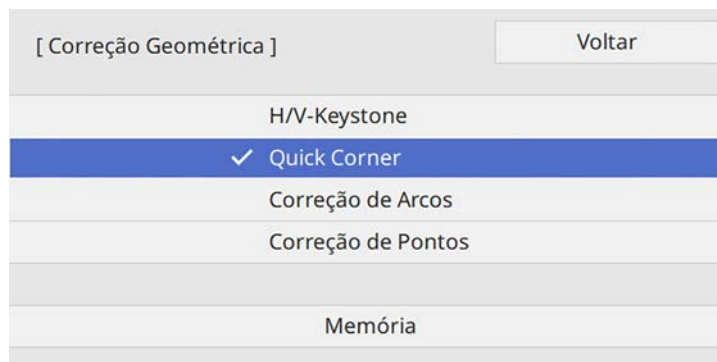 [ Correção Geométrica ] Voltar
H/V-Keystone
Quick Corner
Correção de Arcos
Correção de Pontos
Memória